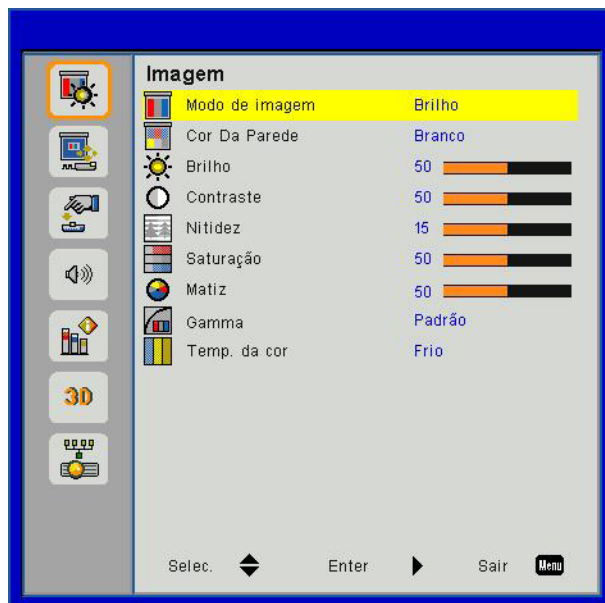 Imagem
Modo de imagem Brilho
Cor Da Parede Branco
Brilho 50
Contraste 50
Nitidez 15
Saturação 50
Matiz 50
Gamma Padrão
Temp. da cor Frio
3D
Selec. Enter Sair Menu